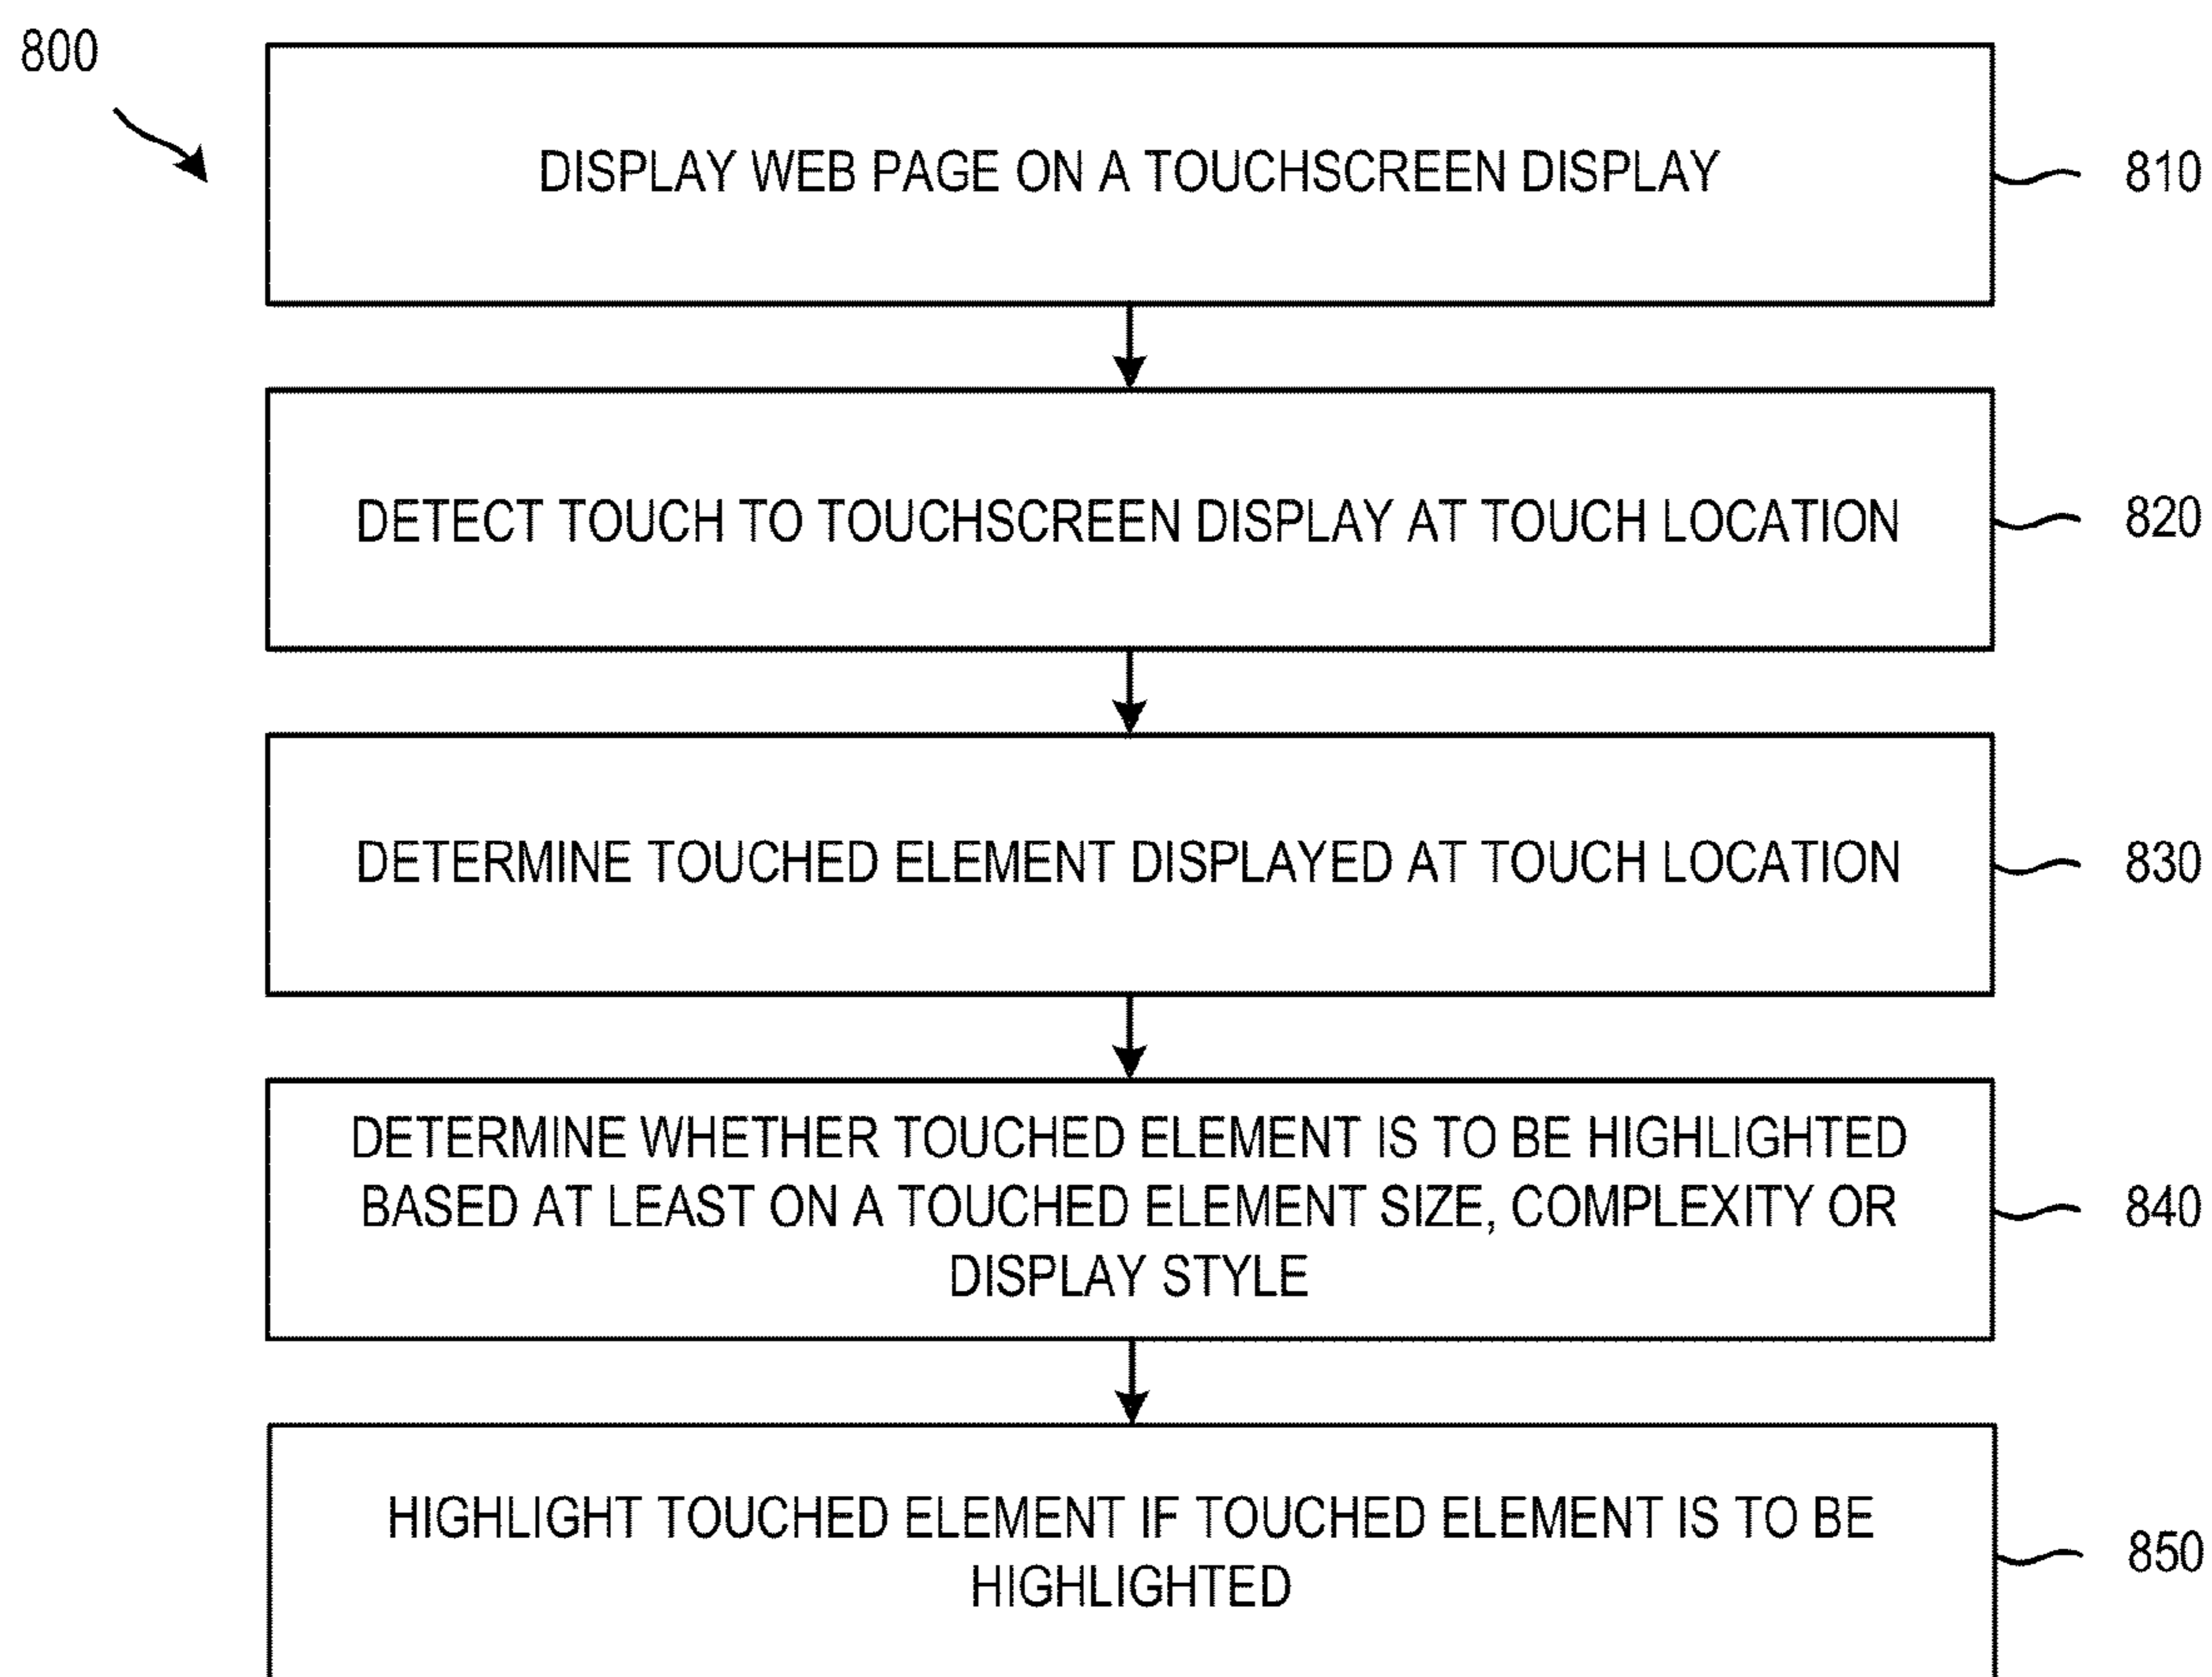 800
DISPLAY WEB PAGE ON A TOUCHSCREEN DISPLAY
810
DETECT TOUCH TO TOUCHSCREEN DISPLAY AT TOUCH LOCATION
820
DETERMINE TOUCHED ELEMENT DISPLAYED AT TOUCH LOCATION
830
DETERMINE WHETHER TOUCHED ELEMENT IS TO BE HIGHLIGHTED
BASED AT LEAST ON A TOUCHED ELEMENT SIZE, COMPLEXITY OR
DISPLAY STYLE
840
HIGHLIGHT TOUCHED ELEMENT IF TOUCHED ELEMENT IS TO BE
HIGHLIGHTED
850